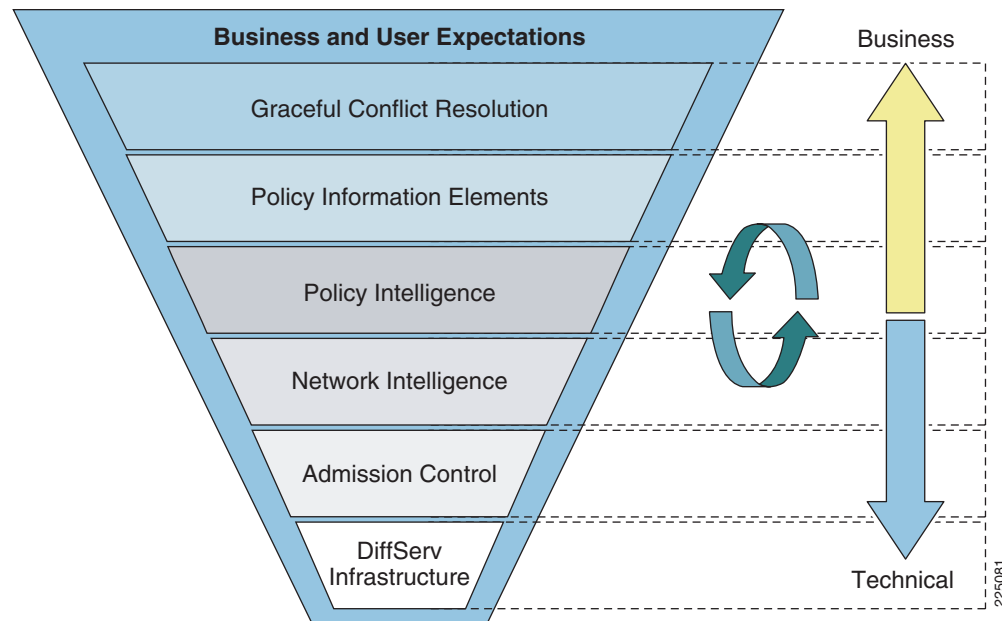 Business and User Expectations
Business
Graceful Conflict Resolution
Policy Information Elements
Policy Intelligence
Network Intelligence
Admission Control
DiffServ
Infrastructure
Technical
225081